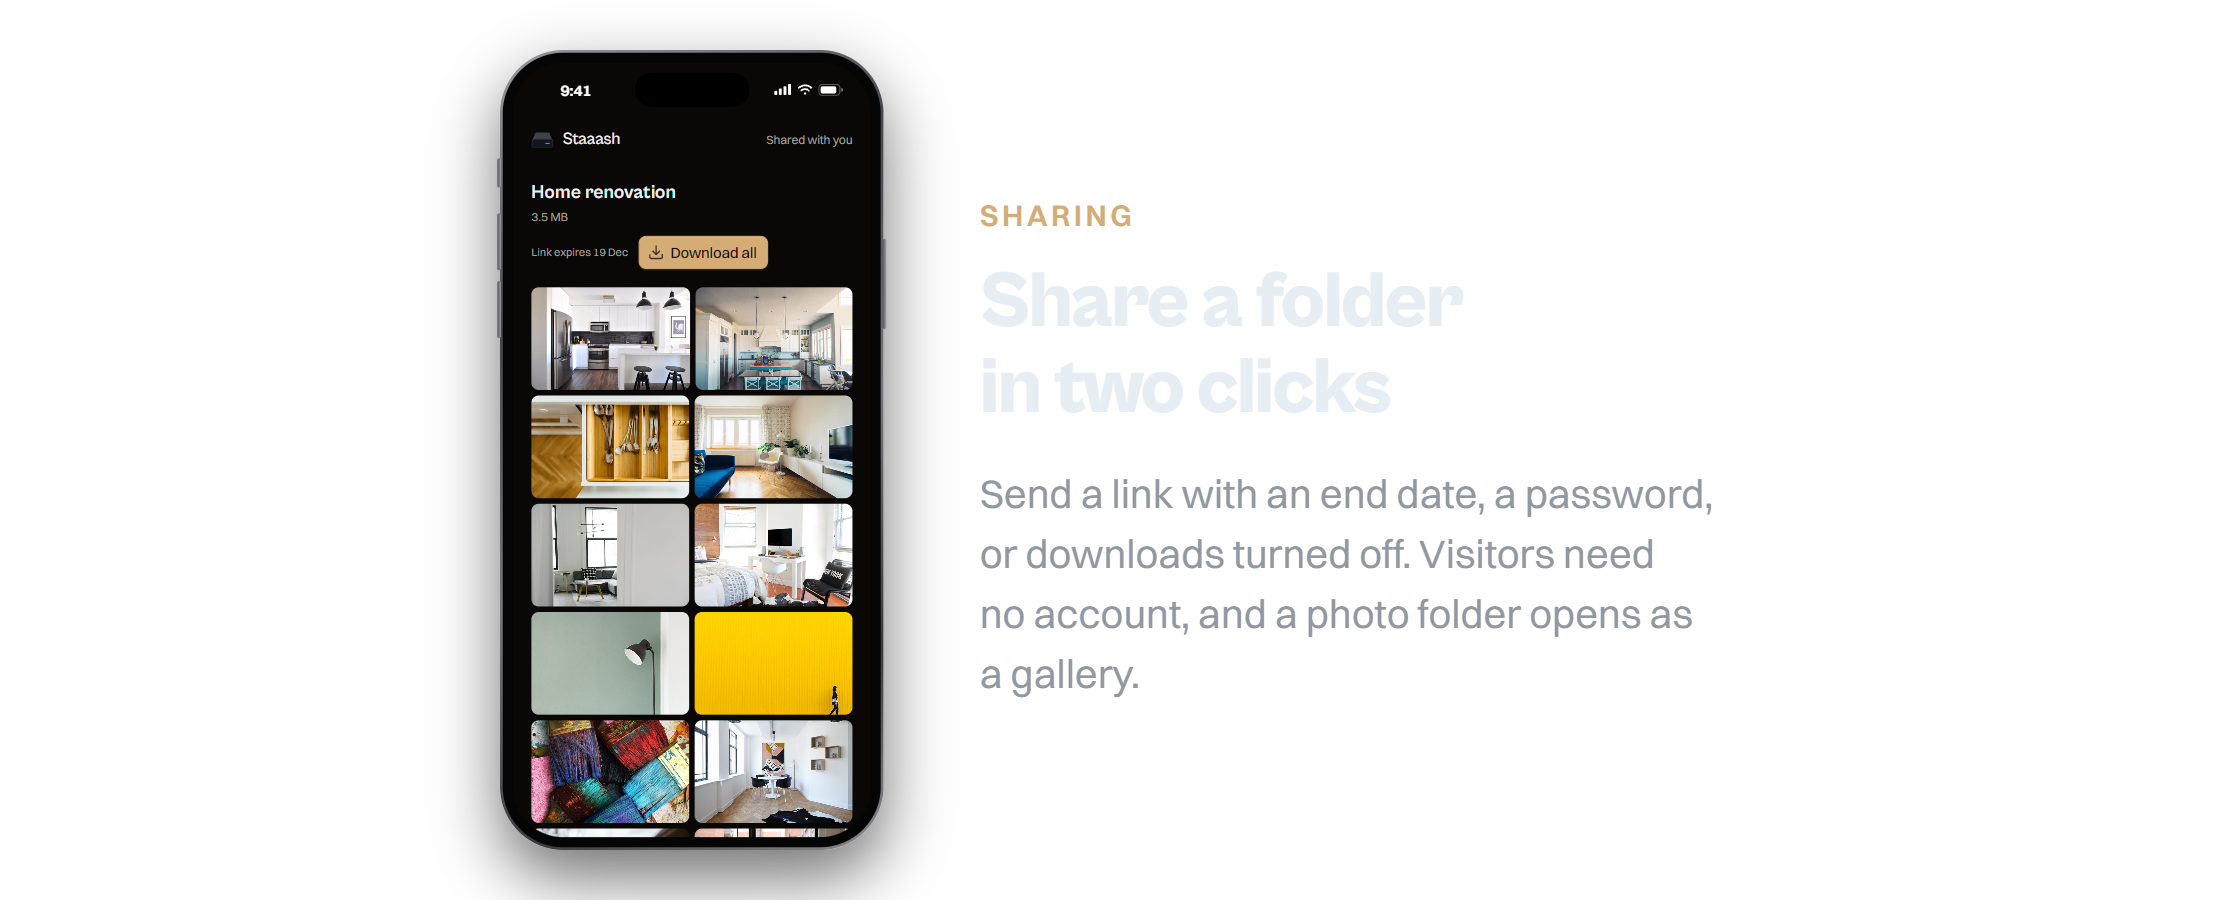 9:41
Staaash
Shared with you
Home renovation
3.5 MB
Link expires 19 Dec
Download all
SHARING
Share a folder
in two clicks
Send a link with an end date, a password,
or downloads turned off. Visitors need
no account, and a photo folder opens as
a gallery.